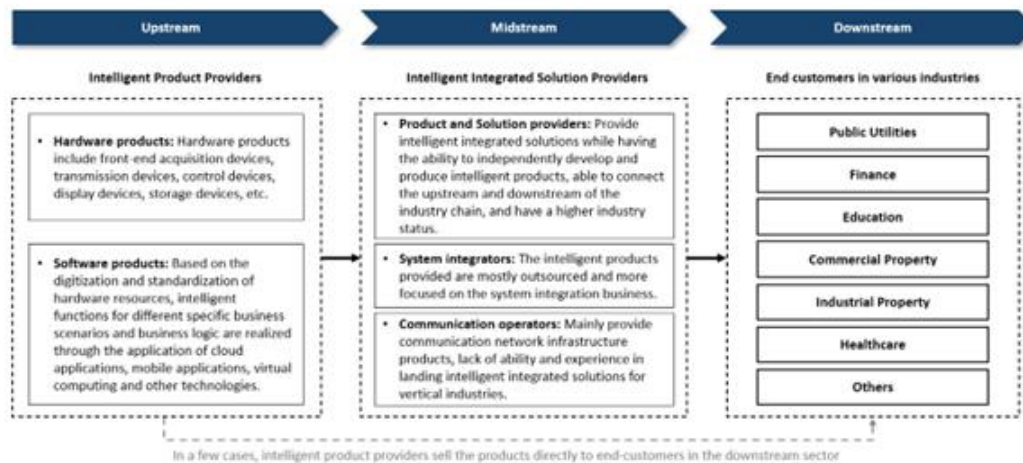 Upstream
Midstream
Downstream
Intelligent Product Providers
Intelligent Integrated Solution Providers
End customers in various industries
• Hardware products: Hardware products
include front-end acquisition devices,
transmission devices, control devices,
display devices, storage devices, etc.
• Software products: Based on the
digitization and standardization of
hardware resources, intelligent
functions for different specific business
scenarios and business logic are realized
through the application of cloud
applications, mobile applications, virtual
computing and other technologies.
• Product and Solution providers: Provide
intelligent integrated solutions while having
the ability to independently develop and
produce intelligent products, able to connect
the upstream and downstream of the
industry chain, and have a higher industry
status.
• System integrators: The intelligent products
provided are mostly outsourced and more
focused on the system integration business.
• Communication operators: Mainly provide
communication network infrastructure
products, lack of ability and experience in
landing intelligent integrated solutions for
vertical industries.
Public Utilities
Finance
Education
Commercial Property
Industrial Property
Healthcare
Others
In a few cases, intelligent product providers sell the products directly to end-customers in the downstream sector